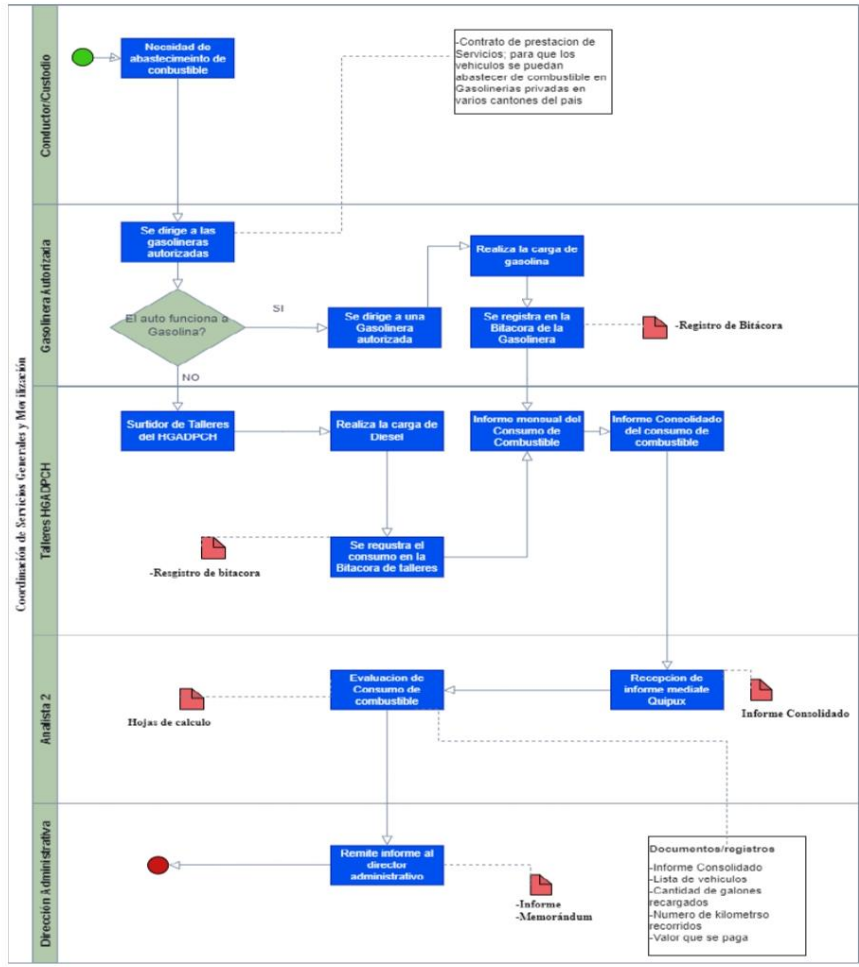 Coordinación de Servicios Generales y Movilización
Conductor/Custodio
Necesidad de
abastecimeinto de
combustible
-Contrato de prestacion de
Servicios; para que los
vehiculos se puedan
abastecer de combustible en
Gasolinerias privadas en
varios cantones del pais
Gasolinera Autorizada
Se dirige a las
gasolineras
autorizadas
El auto funciona a
Gasolina?
SI
NO
Se dirige a una
Gasolinera
autorizada
Realiza la carga de
gasolina
Se registra en la
Bitacora de la
Gasolinera
-Registro de Bitácora
Talleres HGADPCH
Surtidor de Talleres
del HGADPCH
Realiza la carga de
Diesel
Informe mensual del
Consumo de
Combustible
Informe Consolidado
del consumo de
combustible
Se regustra el
consumo en la
Bitacora de talleres
-Resgistro de bitacora
Analista 2
Evaluacion de
Consumo de
combustible
Recepcion de
informe mediale
Quipux
Hojas de calculo
Informe Consolidado
Dirección Administrativa
Remite informe al
director
administrativo
-Informe
-Memorándum
Documentos/registros
-Informe Consolidado
-Lista de vehiculos
-Cantidad de galones
recargados
-Numero de kilometrso
recorridos
-Valor que se paga